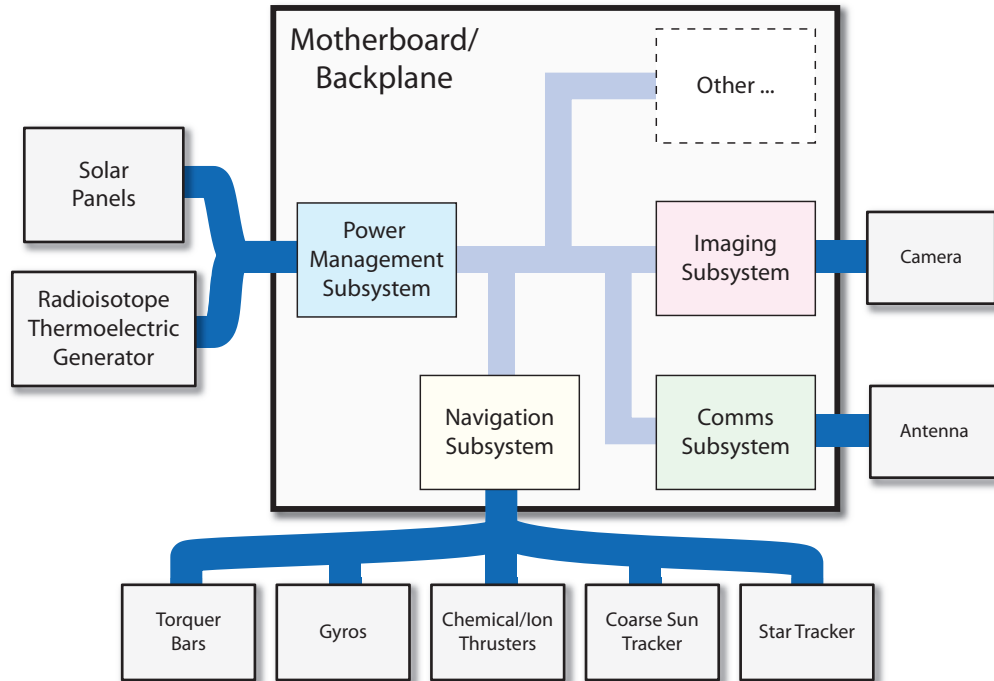 Motherboard/
Backplane
Other ...
Solar
Panels
Power
Management
Subsystem
Imaging
Subsystem
Camera
Radioisotope
Thermoelectric
Generator
Navigation
Subsystem
Comms
Subsystem
Antenna
Torquer
Bars
Gyros
Chemical/Ion
Thrusters
Coarse Sun
Tracker
Star Tracker